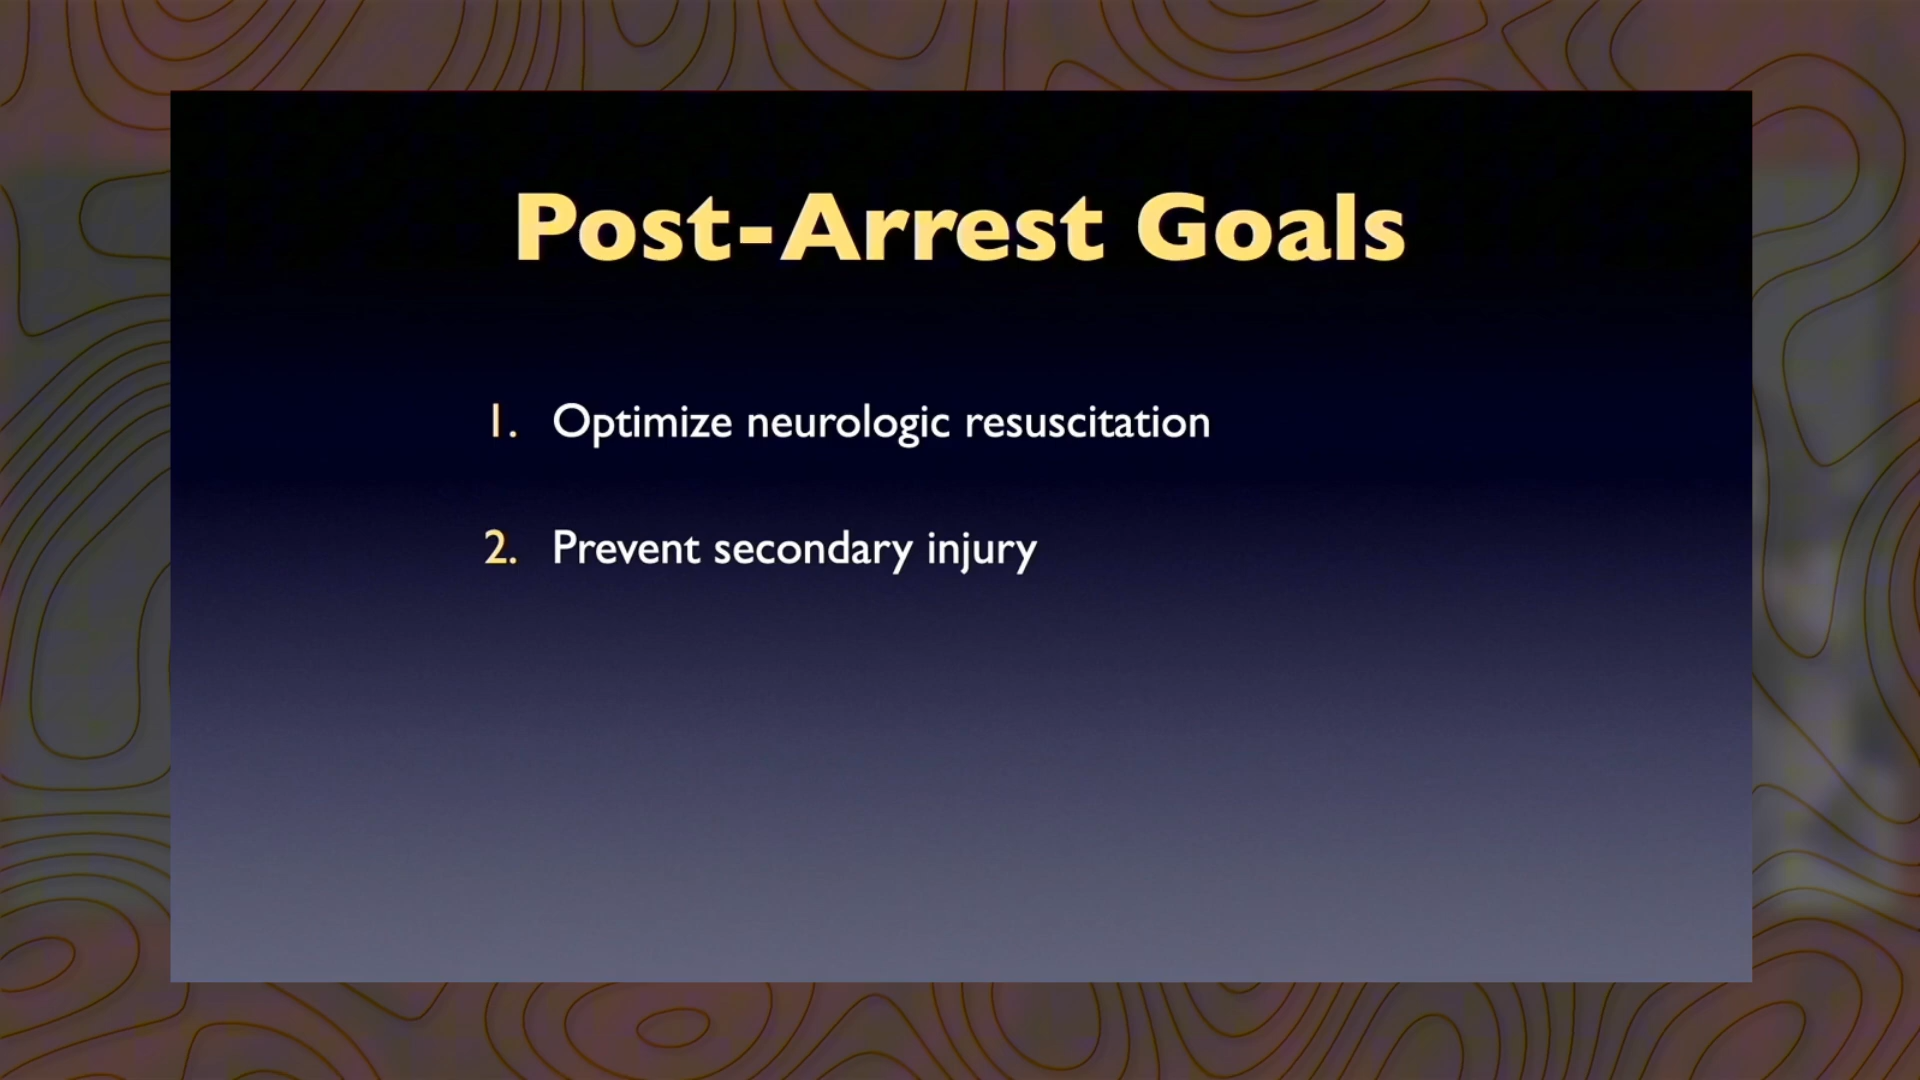 Post-Arrest Goals
1. Optimize neurologic resuscitation
2. Prevent secondary injury